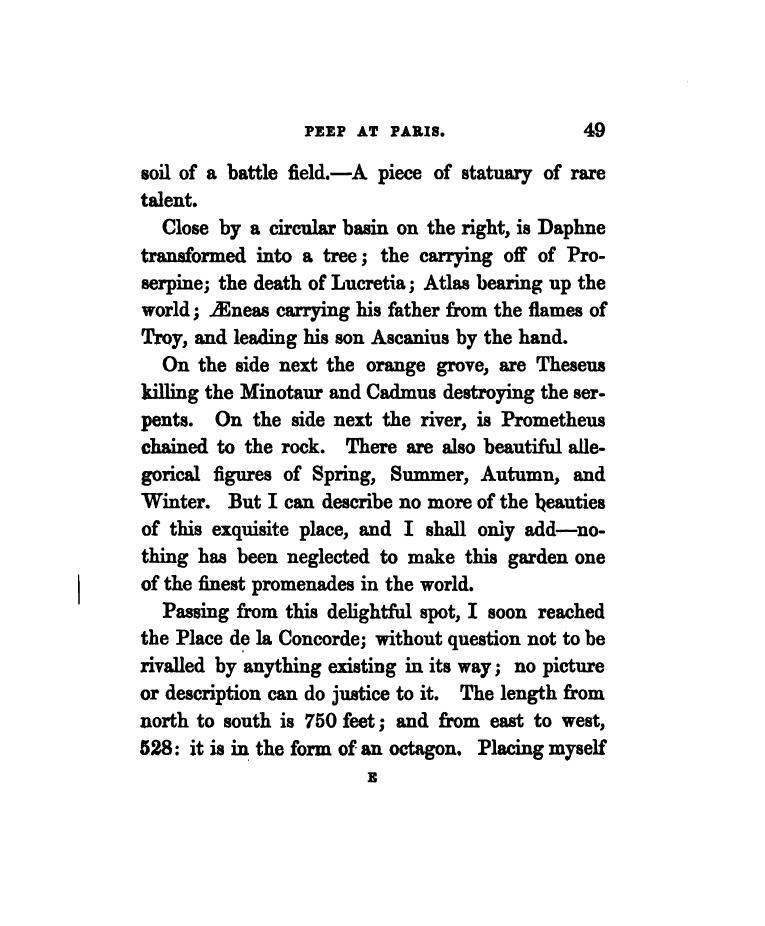 PEEP AT PARIS. 49
soil of a battle field.—A piece of statuary of rare
talent.
Close by a circular basin on the right, is Daphne
transformed into a tree; the carrying off of Pro-
serpine; the death of Lucretia; Atlas bearing up the
world; Æneas carrying his father from the flames of
Troy, and leading his son Ascanius by the hand.
On the side next the orange grove, are Theseus
killing the Minotaur and Cadmus destroying the ser-
pents. On the side next the river, is Prometheus
chained to the rock. There are also beautiful alle-
gorical figures of Spring, Summer, Autumn, and
Winter. But I can describe no more of the beauties
of this exquisite place, and I shall only add—no-
thing has been neglected to make this garden one
of the finest promenades in the world.
Passing from this delightful spot, I soon reached
the Place de la Concorde; without question not to be
rivalled by anything existing in its way; no picture
or description can do justice to it. The length from
north to south is 750 feet; and from east to west,
528: it is in the form of an octagon. Placing myself
E